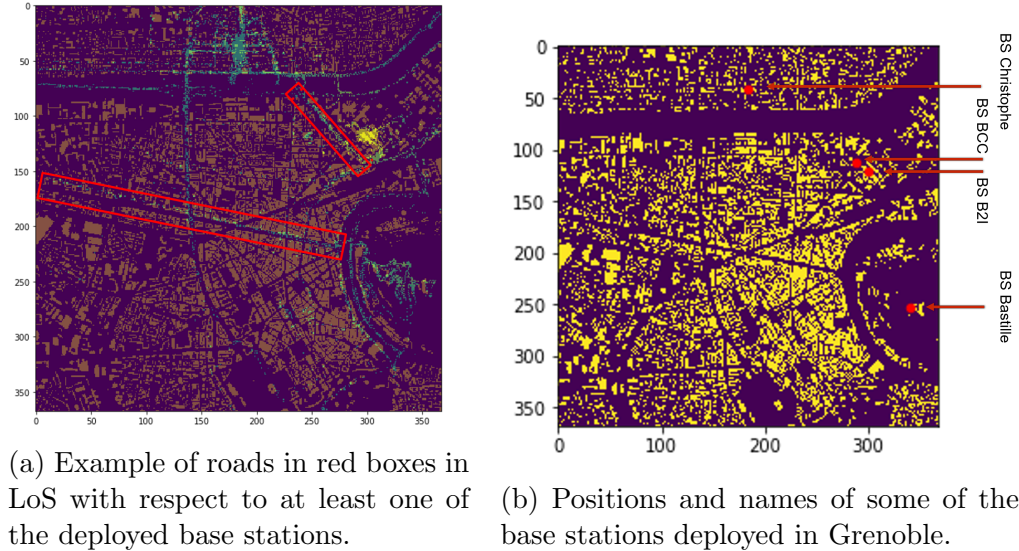 0
50
100
150
200
250
300
350
0 50 100 150 200 250 300 350
0
50
100
150
200
250
300
350
0 100 200 300
BS Christophe
BS BCC
BS B2I
BS Bastille
(a) Example of roads in red boxes in
LoS with respect to at least one of
the deployed base stations.
(b) Positions and names of some of the
base stations deployed in Grenoble.